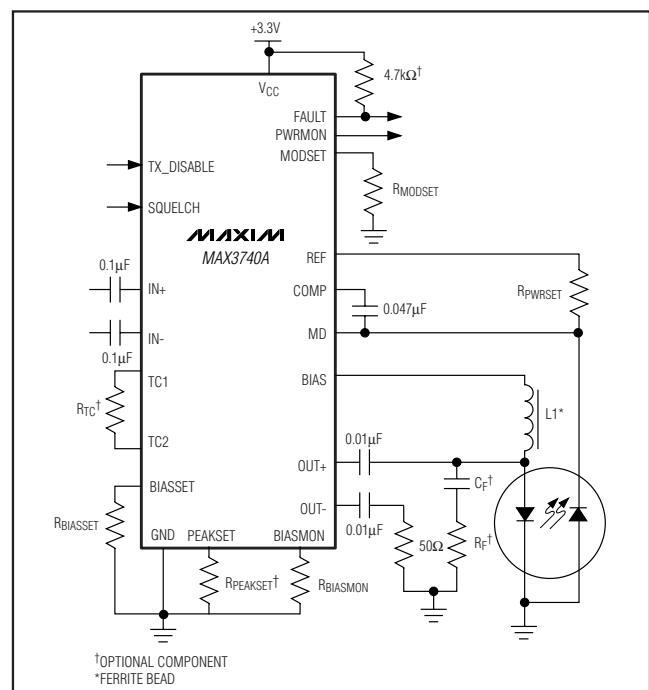 +3.3V
4.7kΩ†
VCC
FAULT
PWRMON
MODSET
TX_DISABLE
RMODSET
SQUELCH
MAXIM
MAX3740A
REF
0.1μF
IN+
COMP
RPWRSET
0.047μF
IN-
MD
0.1μF
TC1
BIAS
RTC†
L1*
TC2
0.01μF
OUT+
CF†
BIASSET
OUT-
RBIASSET
0.01μF
50Ω
RF†
GND
PEAKSET
BIASMON
RPEAKSET†
RBIASMON
†OPTIONAL COMPONENT
*FERRITE BEAD